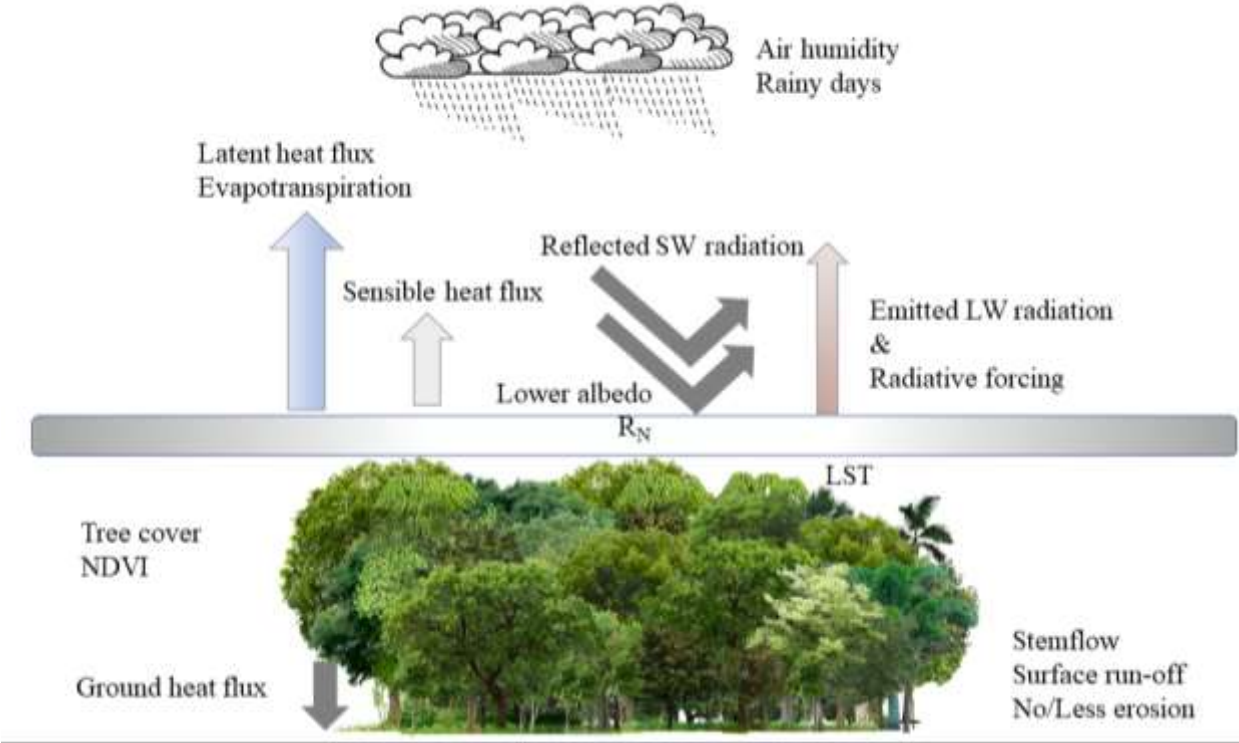 Air humidity
Rainy days
Latent heat flux
Evapotranspiration
Reflected SW radiation
Sensible heat flux
Emitted LW radiation
&
Radiative forcing
Lower albedo
R_N
LST
Tree cover
NDVI
Stemflow
Surface run-off
No/Less erosion
Ground heat flux